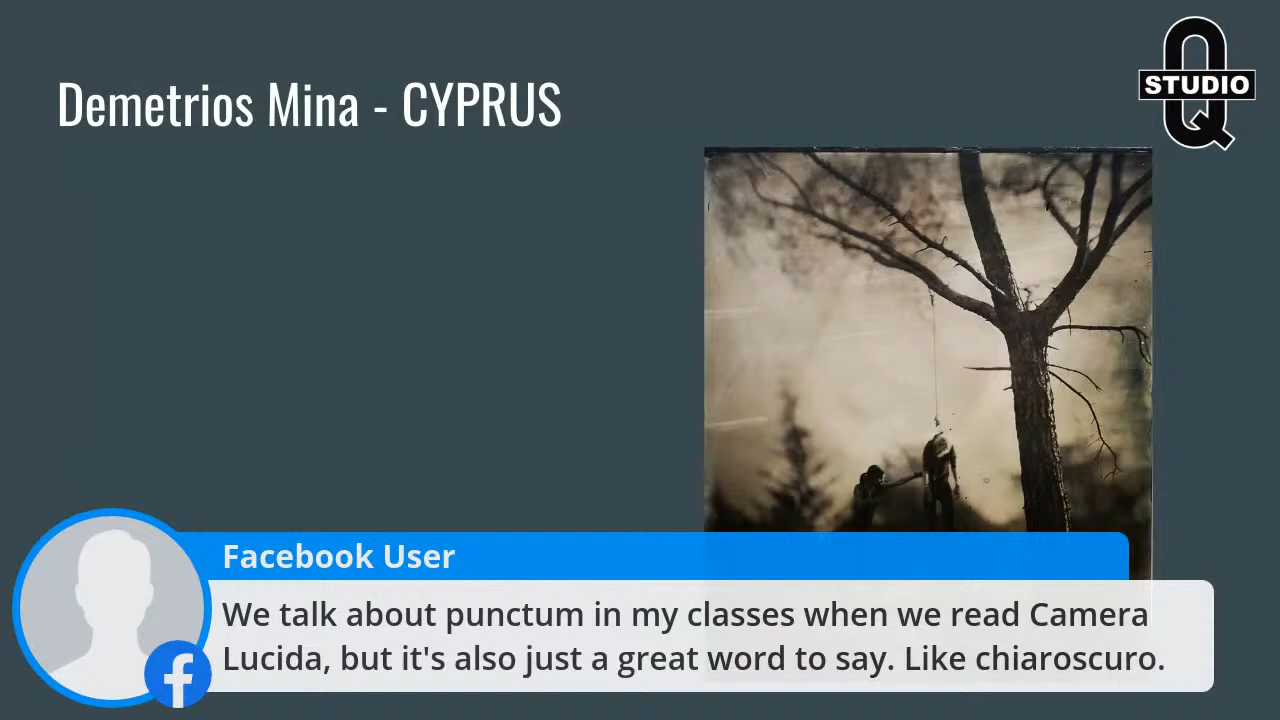 Demetrios Mina - CYPRUS
STUDIO
Q
Facebook User
We talk about punctum in my classes when we read Camera
Lucida, but it's also just a great word to say. Like chiaroscuro.